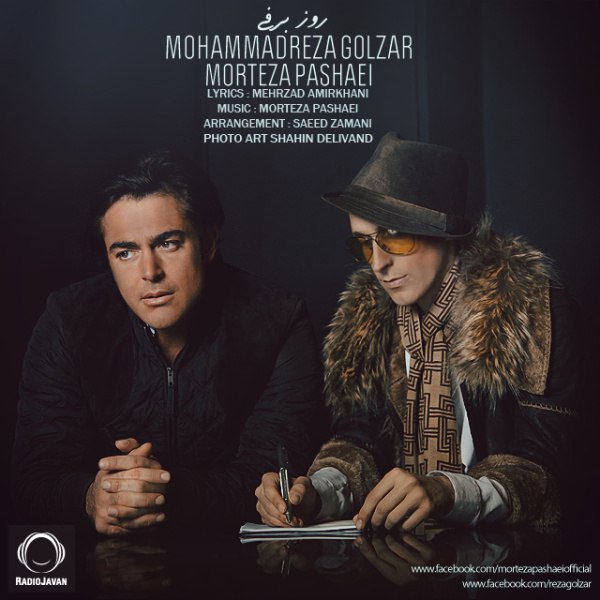 روز برفی
MOHAMMADREZA GOLZAR
MORTEZA PASHAEI
LYRICS : MEHRZAD AMIRKHANI
MUSIC : MORTEZA PASHAEI
ARRANGEMENT : SAEED ZAMANI
PHOTO ART SHAHIN DELIVAND
RADIOJAVAN
www.facebook.com/mortezapashaeiofficial
www.facebook.com/rezagolzar